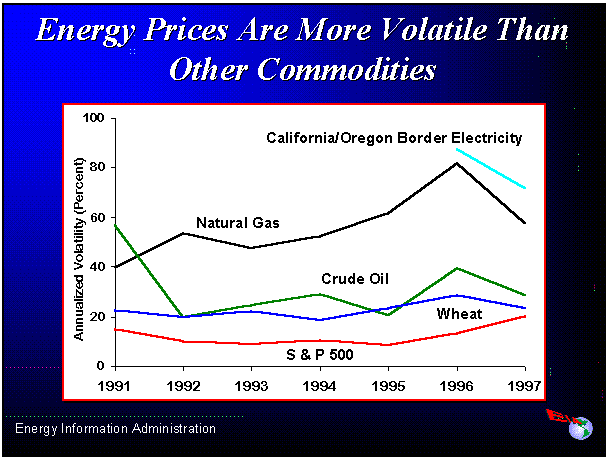 Energy Prices Are More Volatile Than
Other Commodities
100
80
60
40
20
0
Annualized Volatility (Percent)
California/Oregon Border Electricity
Natural Gas
Crude Oil
Wheat
S & P 500
1991 1992 1993 1994 1995 1996 1997
Energy Information Administration